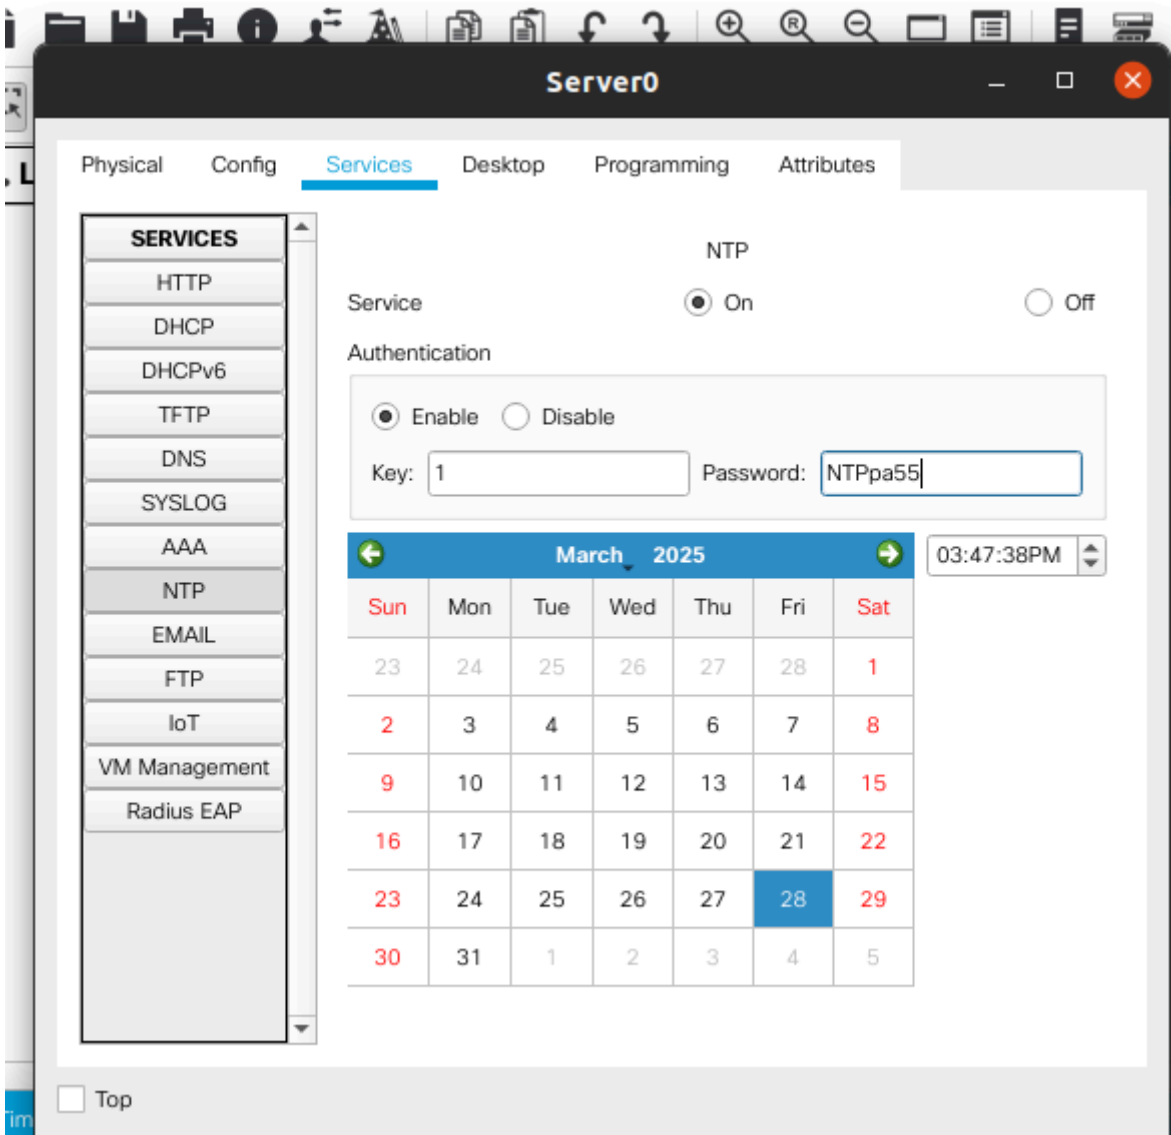 Server0
Physical Config Services Desktop Programming Attributes
SERVICES
HTTP
DHCP
DHCPv6
TFTP
DNS
SYSLOG
AAA
NTP
EMAIL
FTP
IoT
VM Management
Radius EAP
NTP
Service On Off
Authentication
Enable Disable
Key: 1 Password: NTPpa55
March 2025 03:47:38PM
Sun Mon Tue Wed Thu Fri Sat
23 24 25 26 27 28 1
2 3 4 5 6 7 8
9 10 11 12 13 14 15
16 17 18 19 20 21 22
23 24 25 26 27 28 29
30 31 1 2 3 4 5
Top